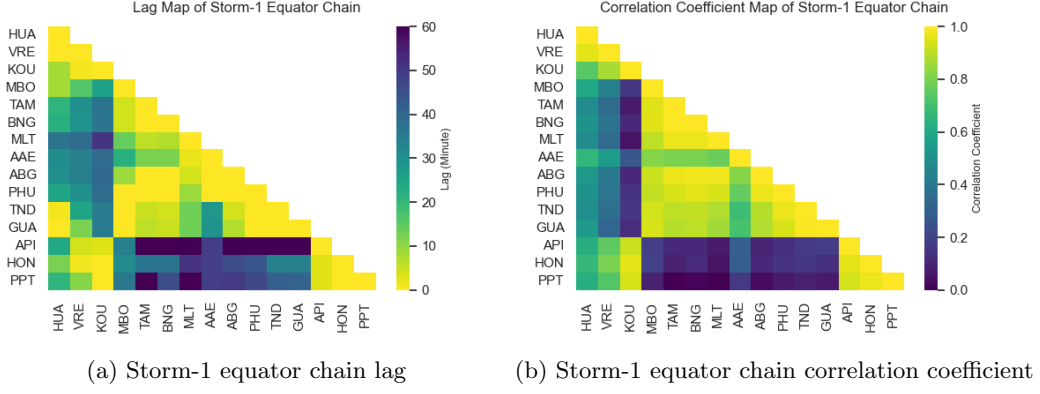 Lag Map of Storm-1 Equator Chain
HUA
VRE
KOU
MBO
TAM
BNG
MLT
AAE
ABG
PHU
TND
GUA
API
HON
PPT
HUA
VRE
KOU
MBO
TAM
BNG
MLT
AAE
ABG
PHU
TND
GUA
API
HON
PPT
60
50
40
30
20
10
0
Lag (Minute)
(a) Storm-1 equator chain lag
Correlation Coefficient Map of Storm-1 Equator Chain
HUA
VRE
KOU
MBO
TAM
BNG
MLT
AAE
ABG
PHU
TND
GUA
API
HON
PPT
HUA
VRE
KOU
MBO
TAM
BNG
MLT
AAE
ABG
PHU
TND
GUA
API
HON
PPT
1.0
0.8
0.6
0.4
0.2
0.0
Correlation Coefficient
(b) Storm-1 equator chain correlation coefficient